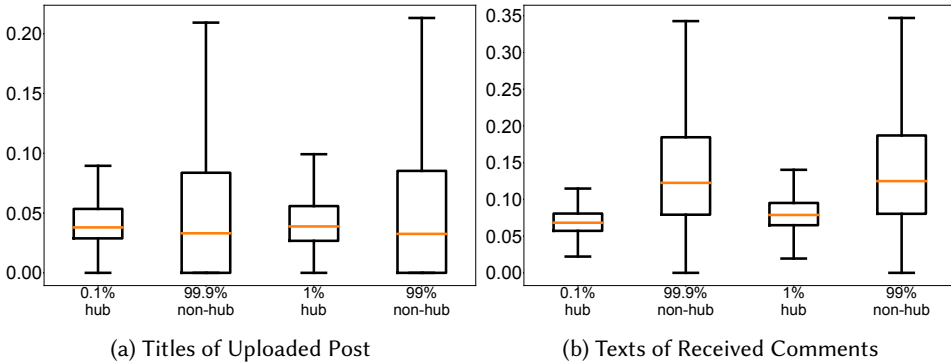 0.20
0.15
0.10
0.05
0.00
0.1% hub
99.9% non-hub
1% hub
99% non-hub
(a) Titles of Uploaded Post
0.35
0.30
0.25
0.20
0.15
0.10
0.05
0.00
0.1% hub
99.9% non-hub
1% hub
99% non-hub
(b) Texts of Received Comments